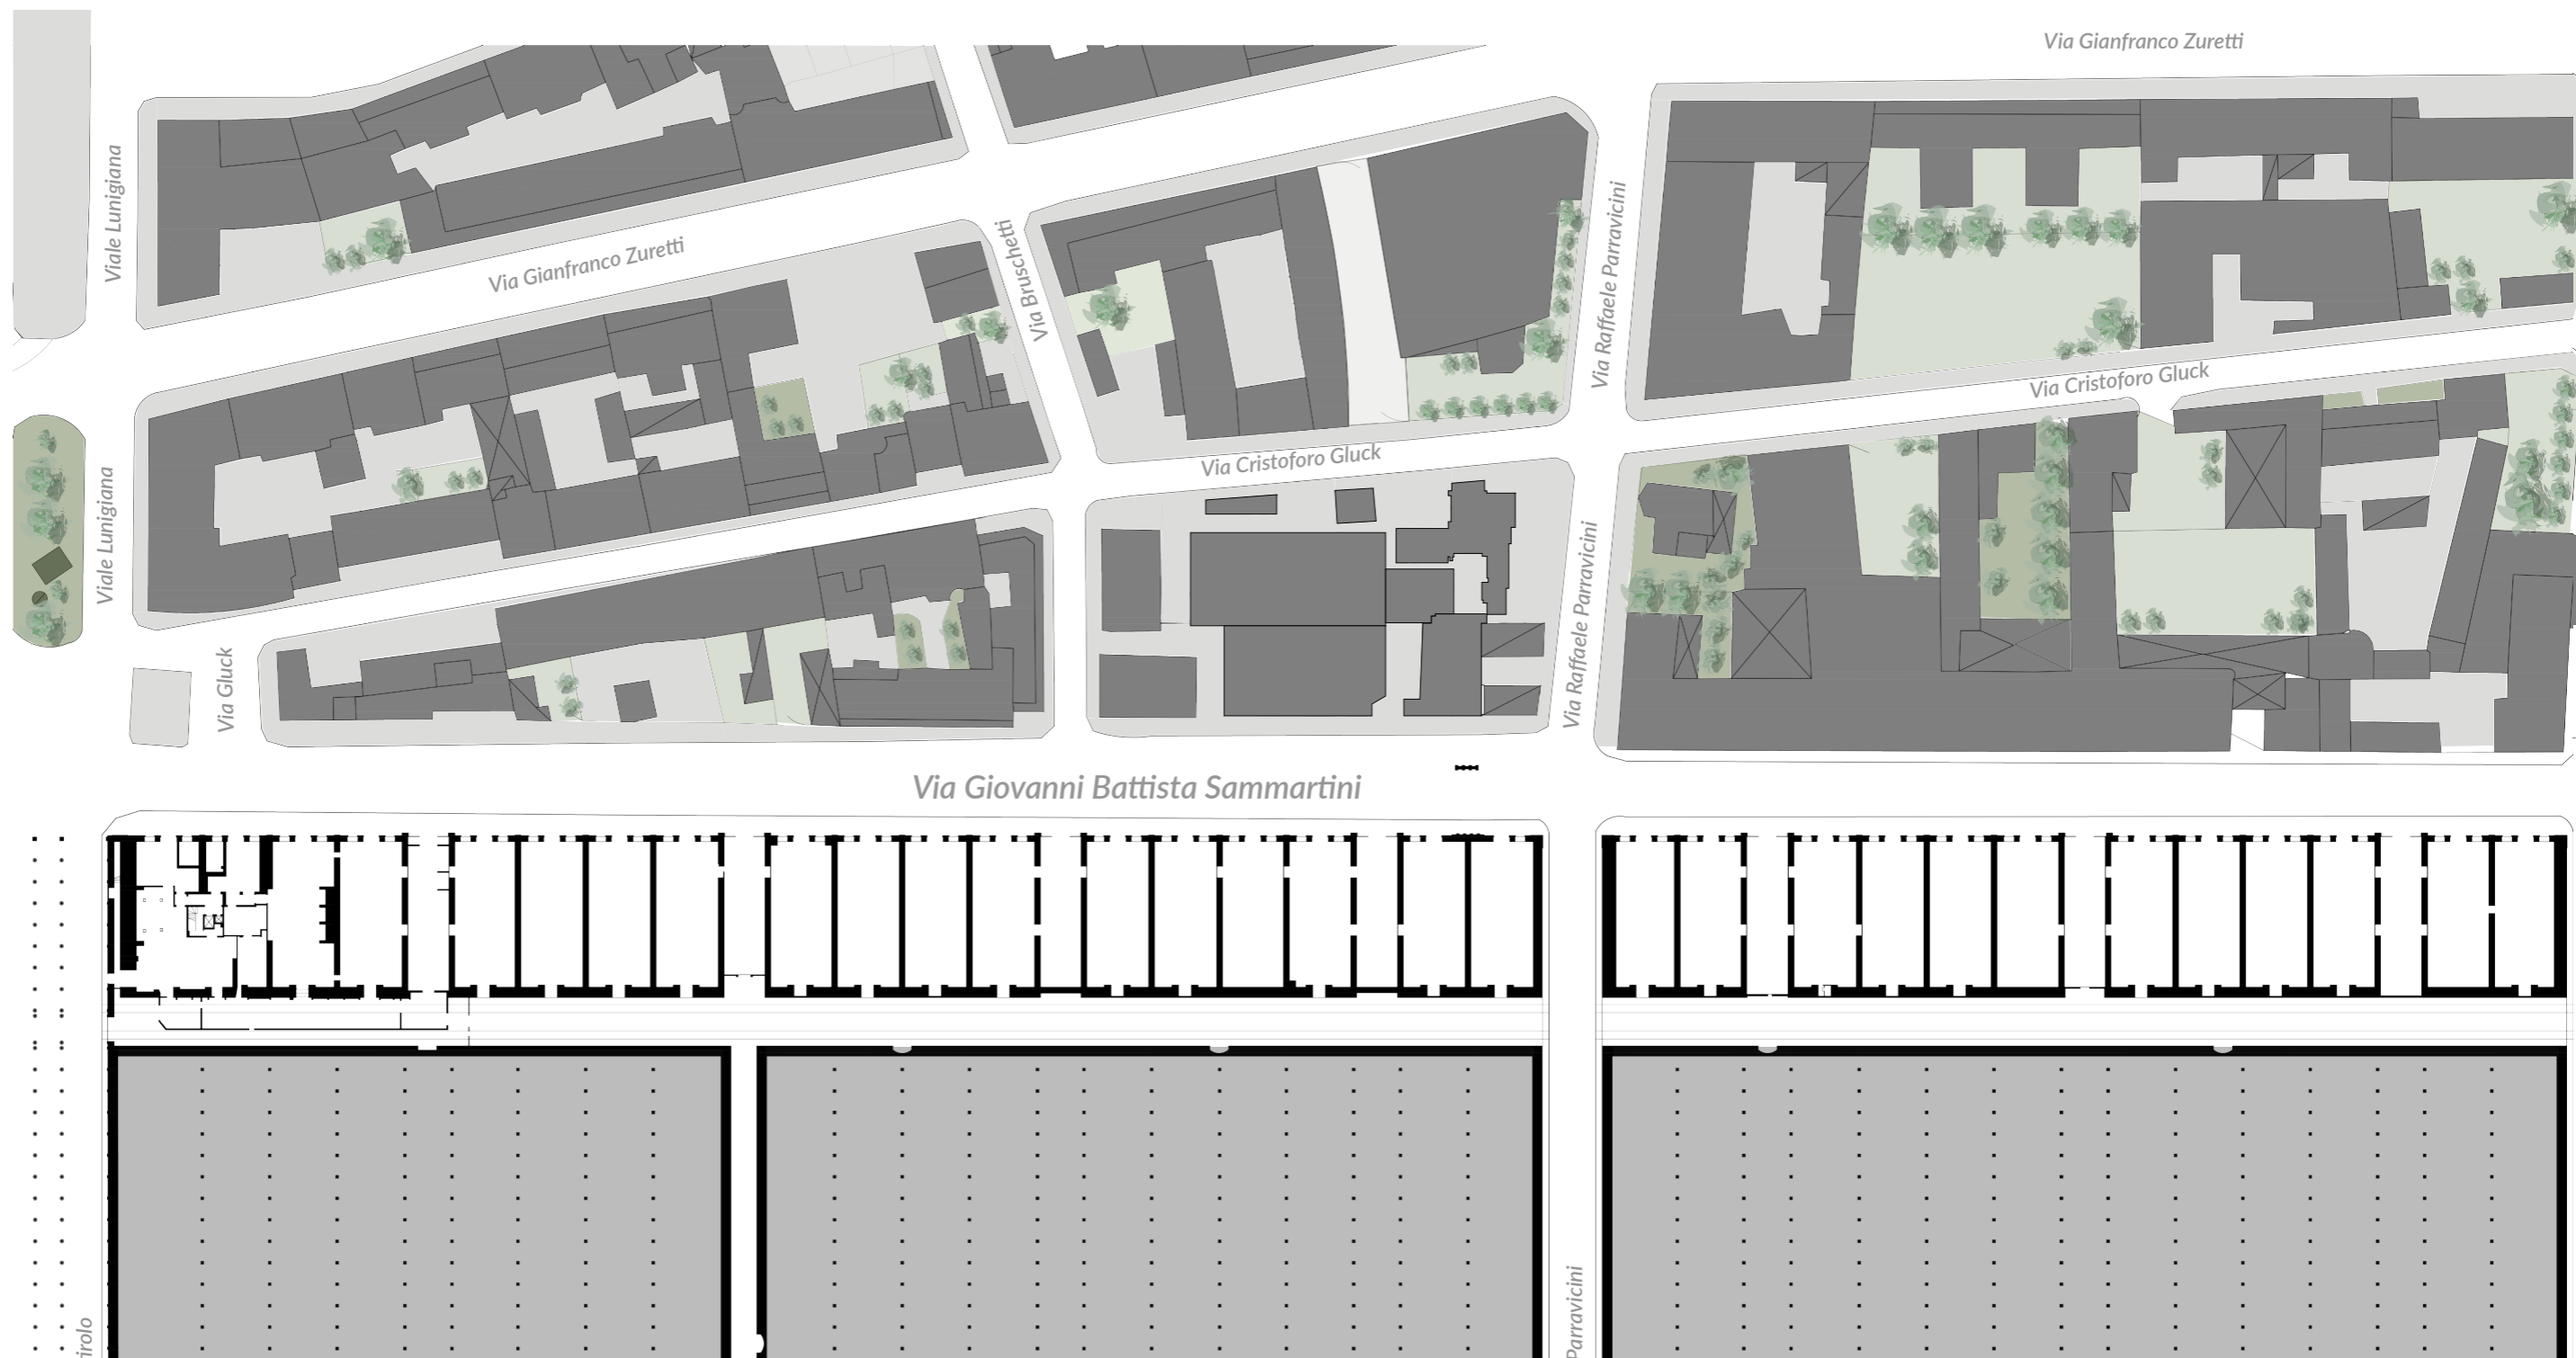 Via Gianfranco Zuretti
Viale Lunigiana
Via Gianfranco Zuretti
Via Bruschetti
Via Raffaele Parravicini
Via Cristoforo Gluck
Via Cristoforo Gluck
Viale Lunigiana
Via Raffaele Parravicini
Via Gluck
Via Giovanni Battista Sammartini
Parravicini
irolo